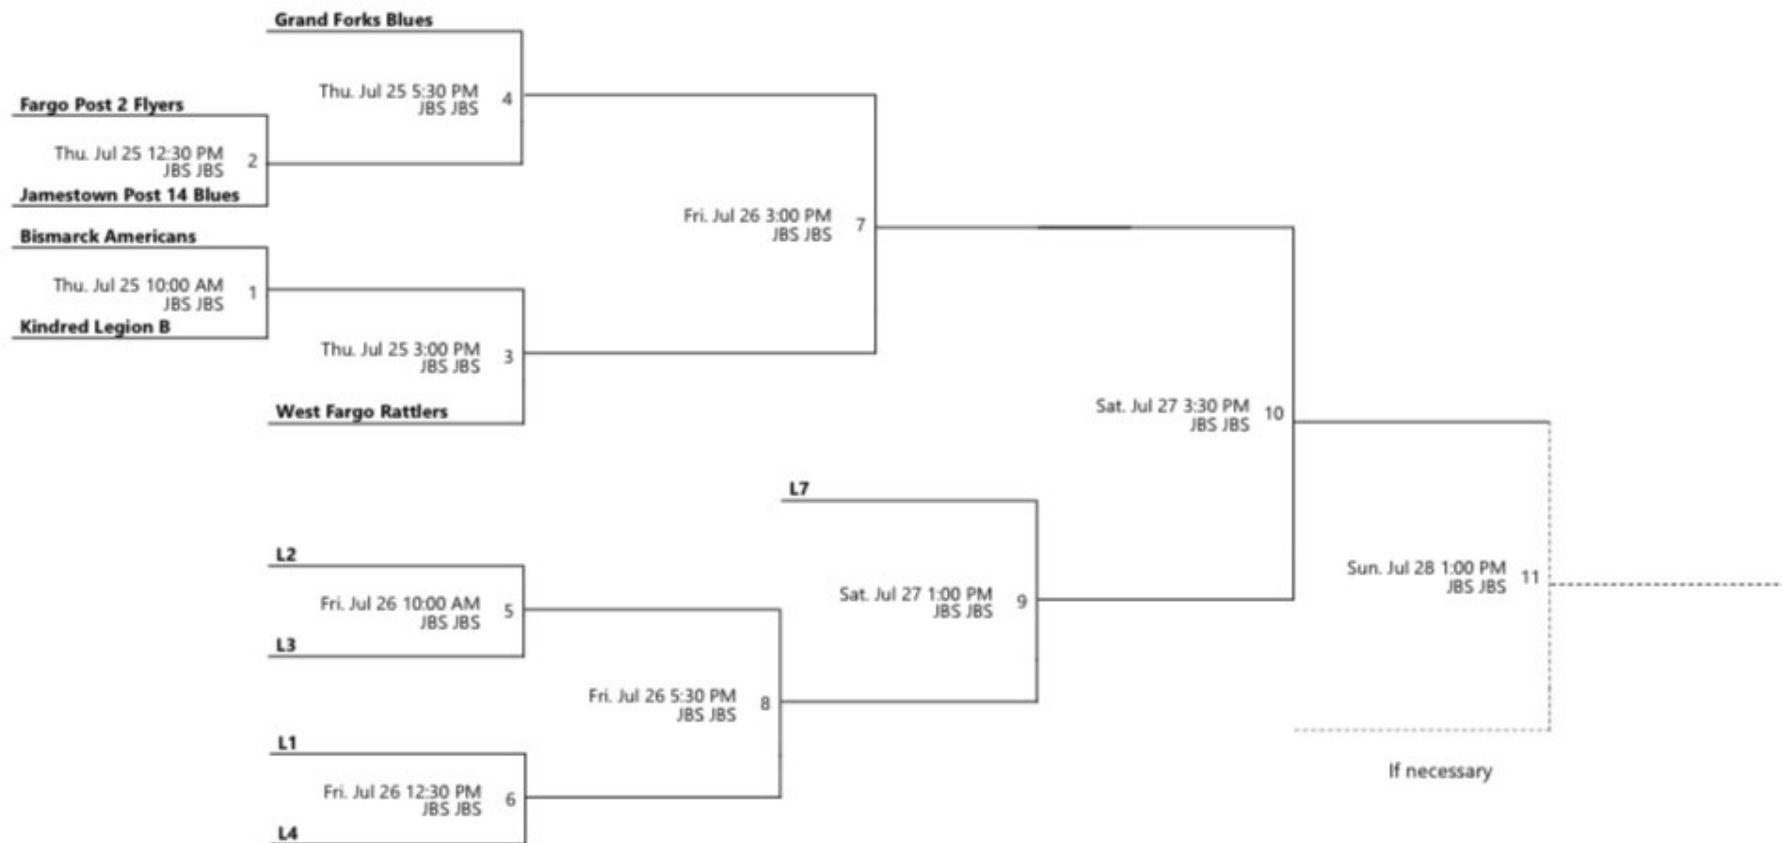 Grand Forks Blues
Thu. Jul 25 5:30 PM
JBS JBS
4
Fargo Post 2 Flyers
Thu. Jul 25 12:30 PM
JBS JBS
2
Jamestown Post 14 Blues
Bismarck Americans
Thu. Jul 25 10:00 AM
JBS JBS
1
Kindred Legion B
Thu. Jul 25 3:00 PM
JBS JBS
3
West Fargo Rattlers
Fri. Jul 26 3:00 PM
JBS JBS
7
Sat. Jul 27 3:30 PM
JBS JBS
10
L7
L2
Fri. Jul 26 10:00 AM
JBS JBS
5
L3
Sat. Jul 27 1:00 PM
JBS JBS
9
Sun. Jul 28 1:00 PM
JBS JBS
11
Fri. Jul 26 5:30 PM
JBS JBS
8
L1
Fri. Jul 26 12:30 PM
JBS JBS
6
L4
If necessary